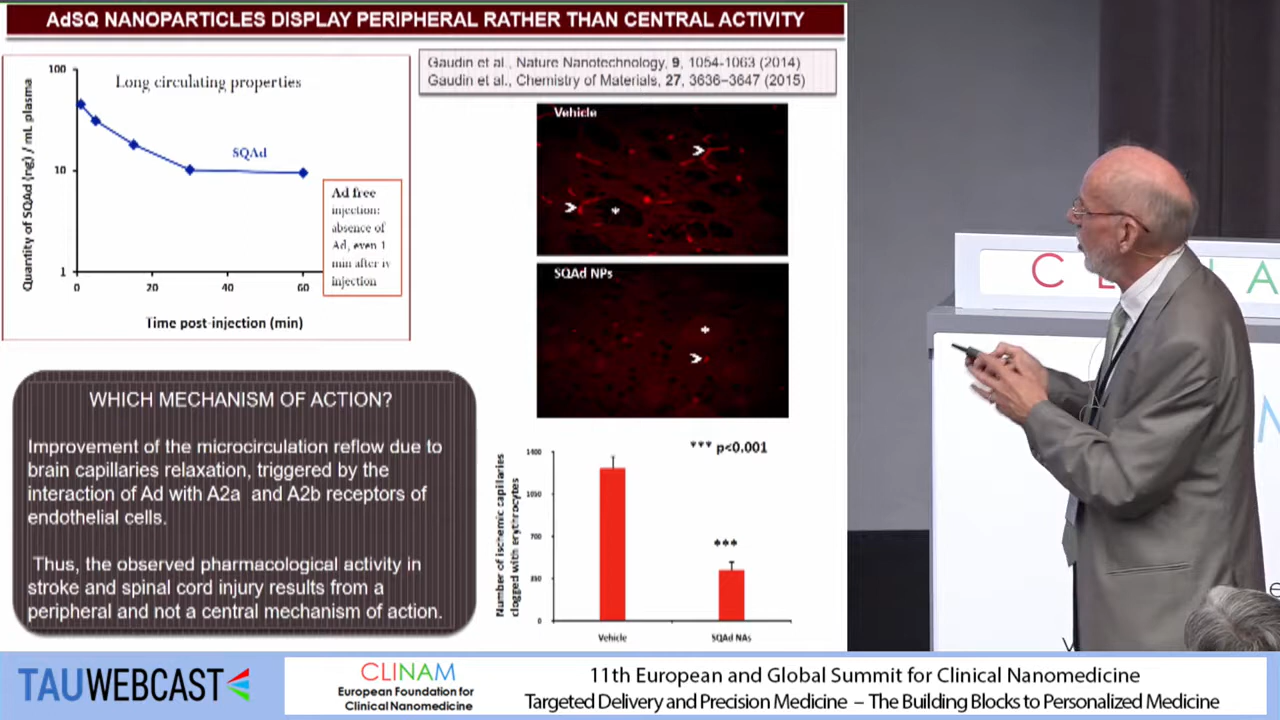 AdSQ NANOPARTICLES DISPLAY PERIPHERAL RATHER THAN CENTRAL ACTIVITY
Gaudin et al., Nature Nanotechnology, 9, 1054-1063 (2014)
Gaudin et al., Chemistry of Materials, 27, 3636–3647 (2015)
Long circulating properties
Quantity of SQAd (ng) / mL plasma
100
10
1
SQAd
0
20
40
60
Time post-injection (min)
Ad free
injection:
absence of
Ad, even 1
min after iv
injection
Vehicle
SQAd NPs
WHICH MECHANISM OF ACTION?
Improvement of the microcirculation reflow due to
brain capillaries relaxation, triggered by the
interaction of Ad with A2a and A2b receptors of
endothelial cells.
Thus, the observed pharmacological activity in
stroke and spinal cord injury results from a
peripheral and not a central mechanism of action.
*** p<0.001
Number of ischemic capillaries
clogged with erythrocytes
1400
1050
700
350
0
***
Vehicle
SQAd NAs
TAUWEBCAST
CLINAM
European Foundation for
Clinical Nanomedicine
11th European and Global Summit for Clinical Nanomedicine
Targeted Delivery and Precision Medicine – The Building Blocks to Personalized Medicine